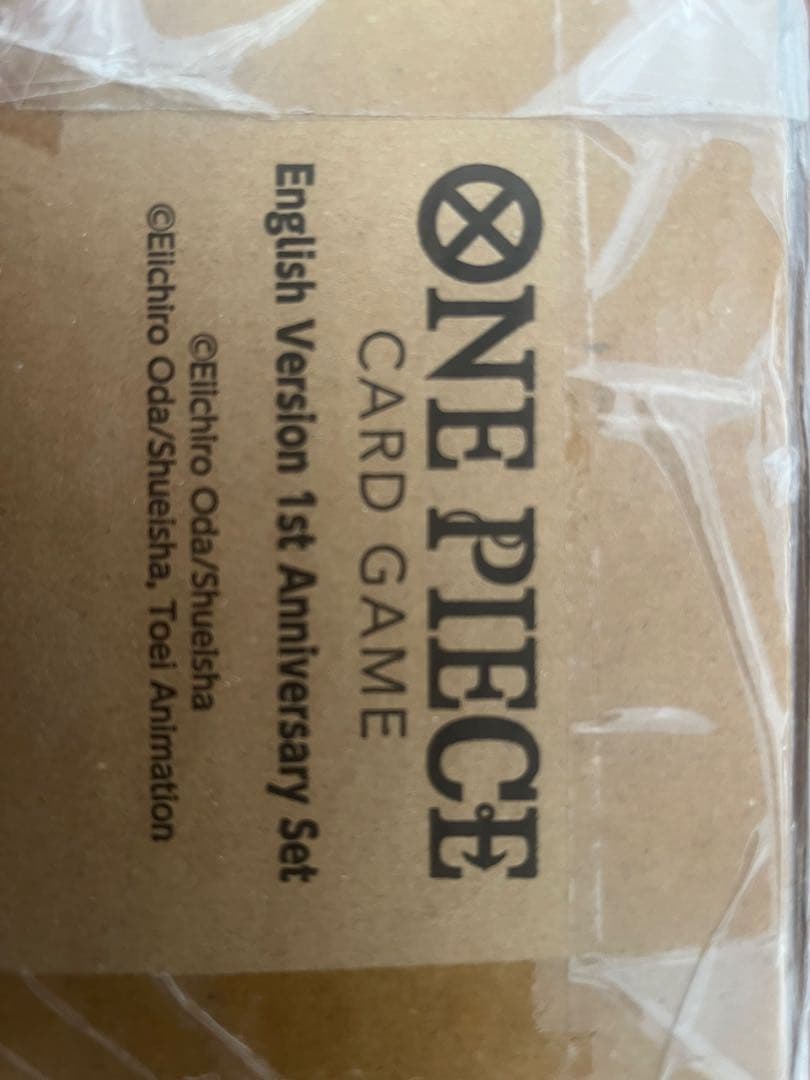 ONE PIECE
CARD GAME
English Version 1st Anniversary Set
©Eiichiro Oda/Shueisha
©Eiichiro Oda/Shueisha, Toei Animation